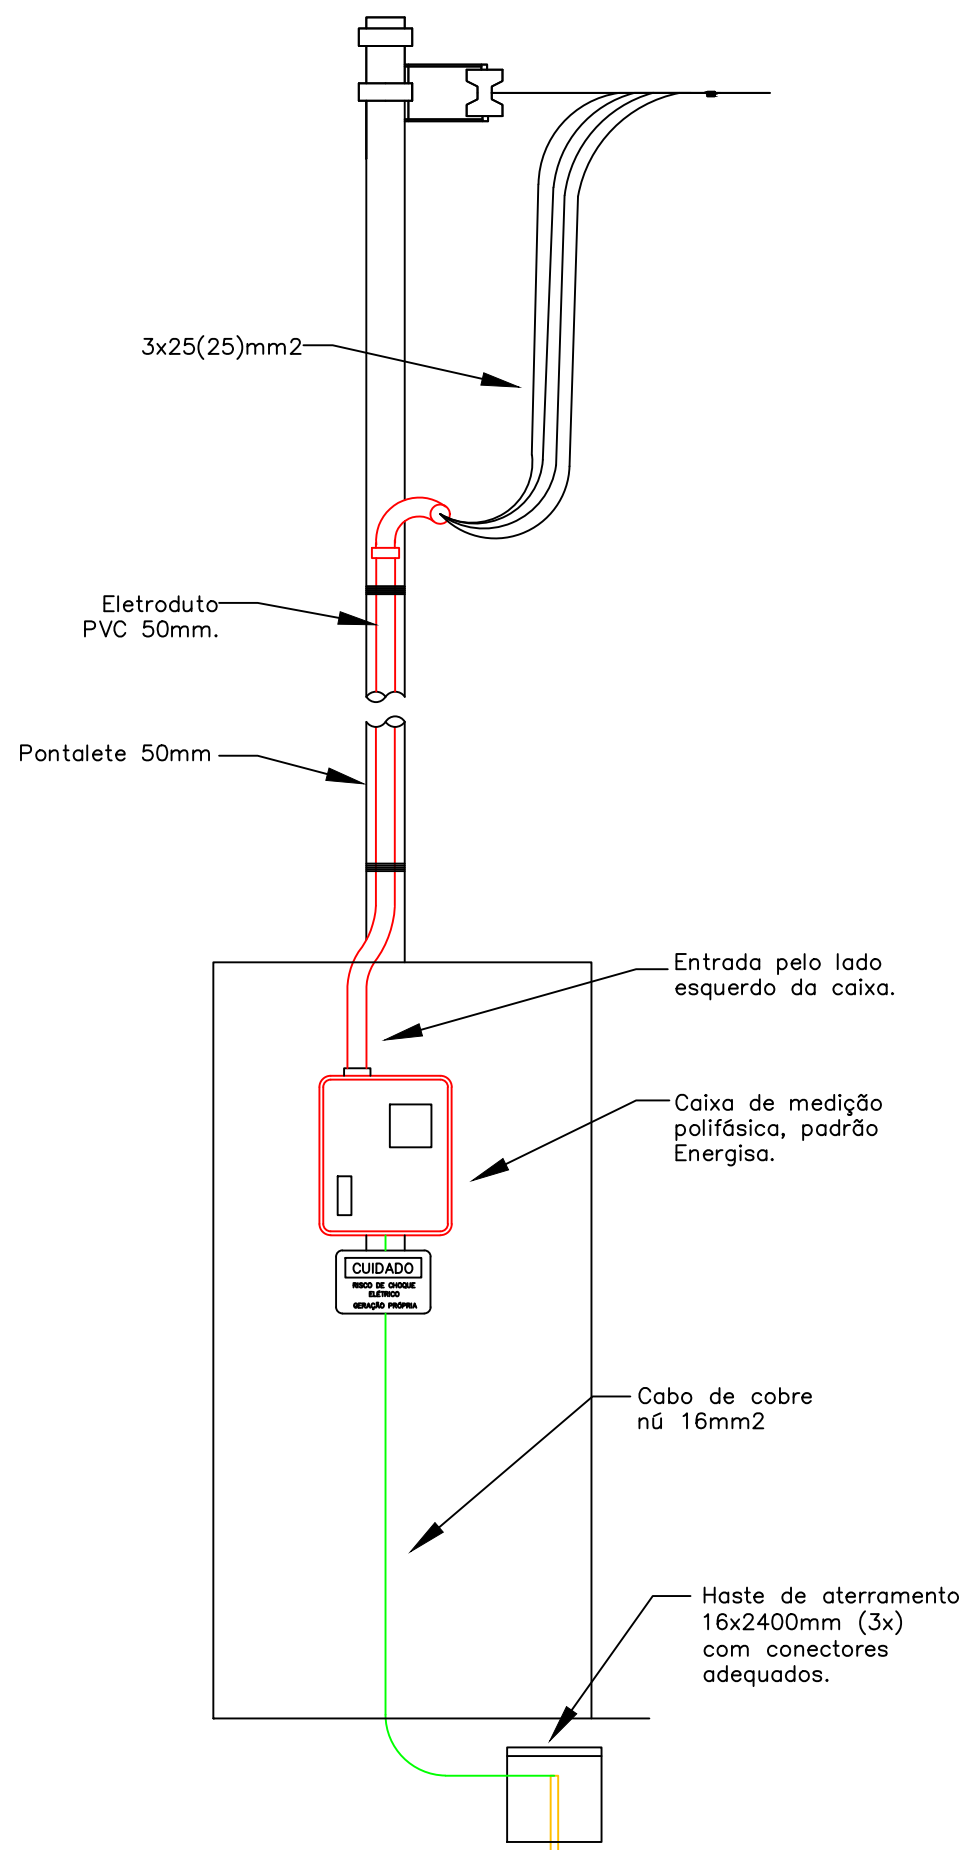 3x25(25)mm2
Eletroduto
PVC 50mm.
Pontalete 50mm
Entrada pelo lado
esquerdo da caixa.
Caixa de medição
polifásica, padrão
Energisa.
CUIDADO
RISCO DE CHOQUE
ELÉTRICO
GERAÇÃO PRÓPRIA
Cabo de cobre
nú 16mm2
Haste de aterramento
16x2400mm (3x)
com conectores
adequados.